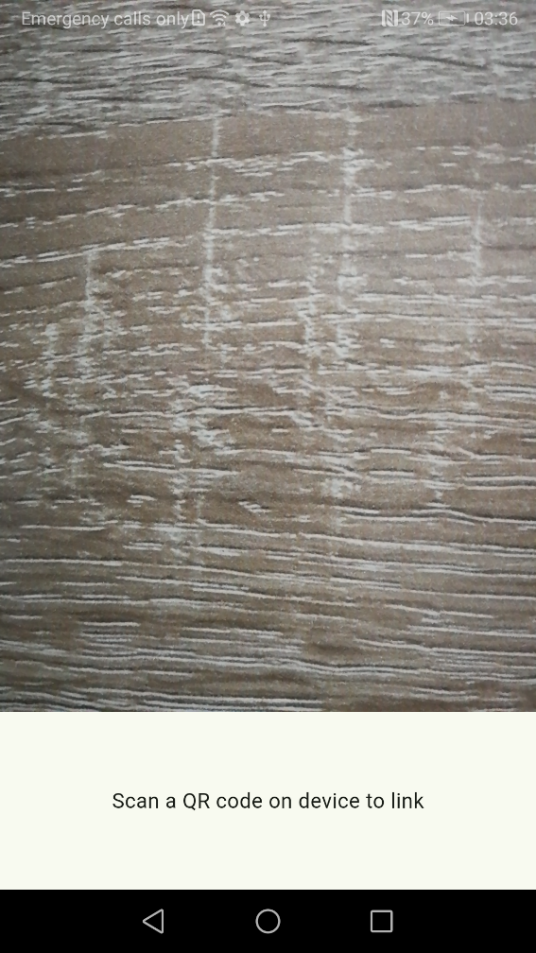 Emergency calls only
37% 03:36
Scan a QR code on device to link